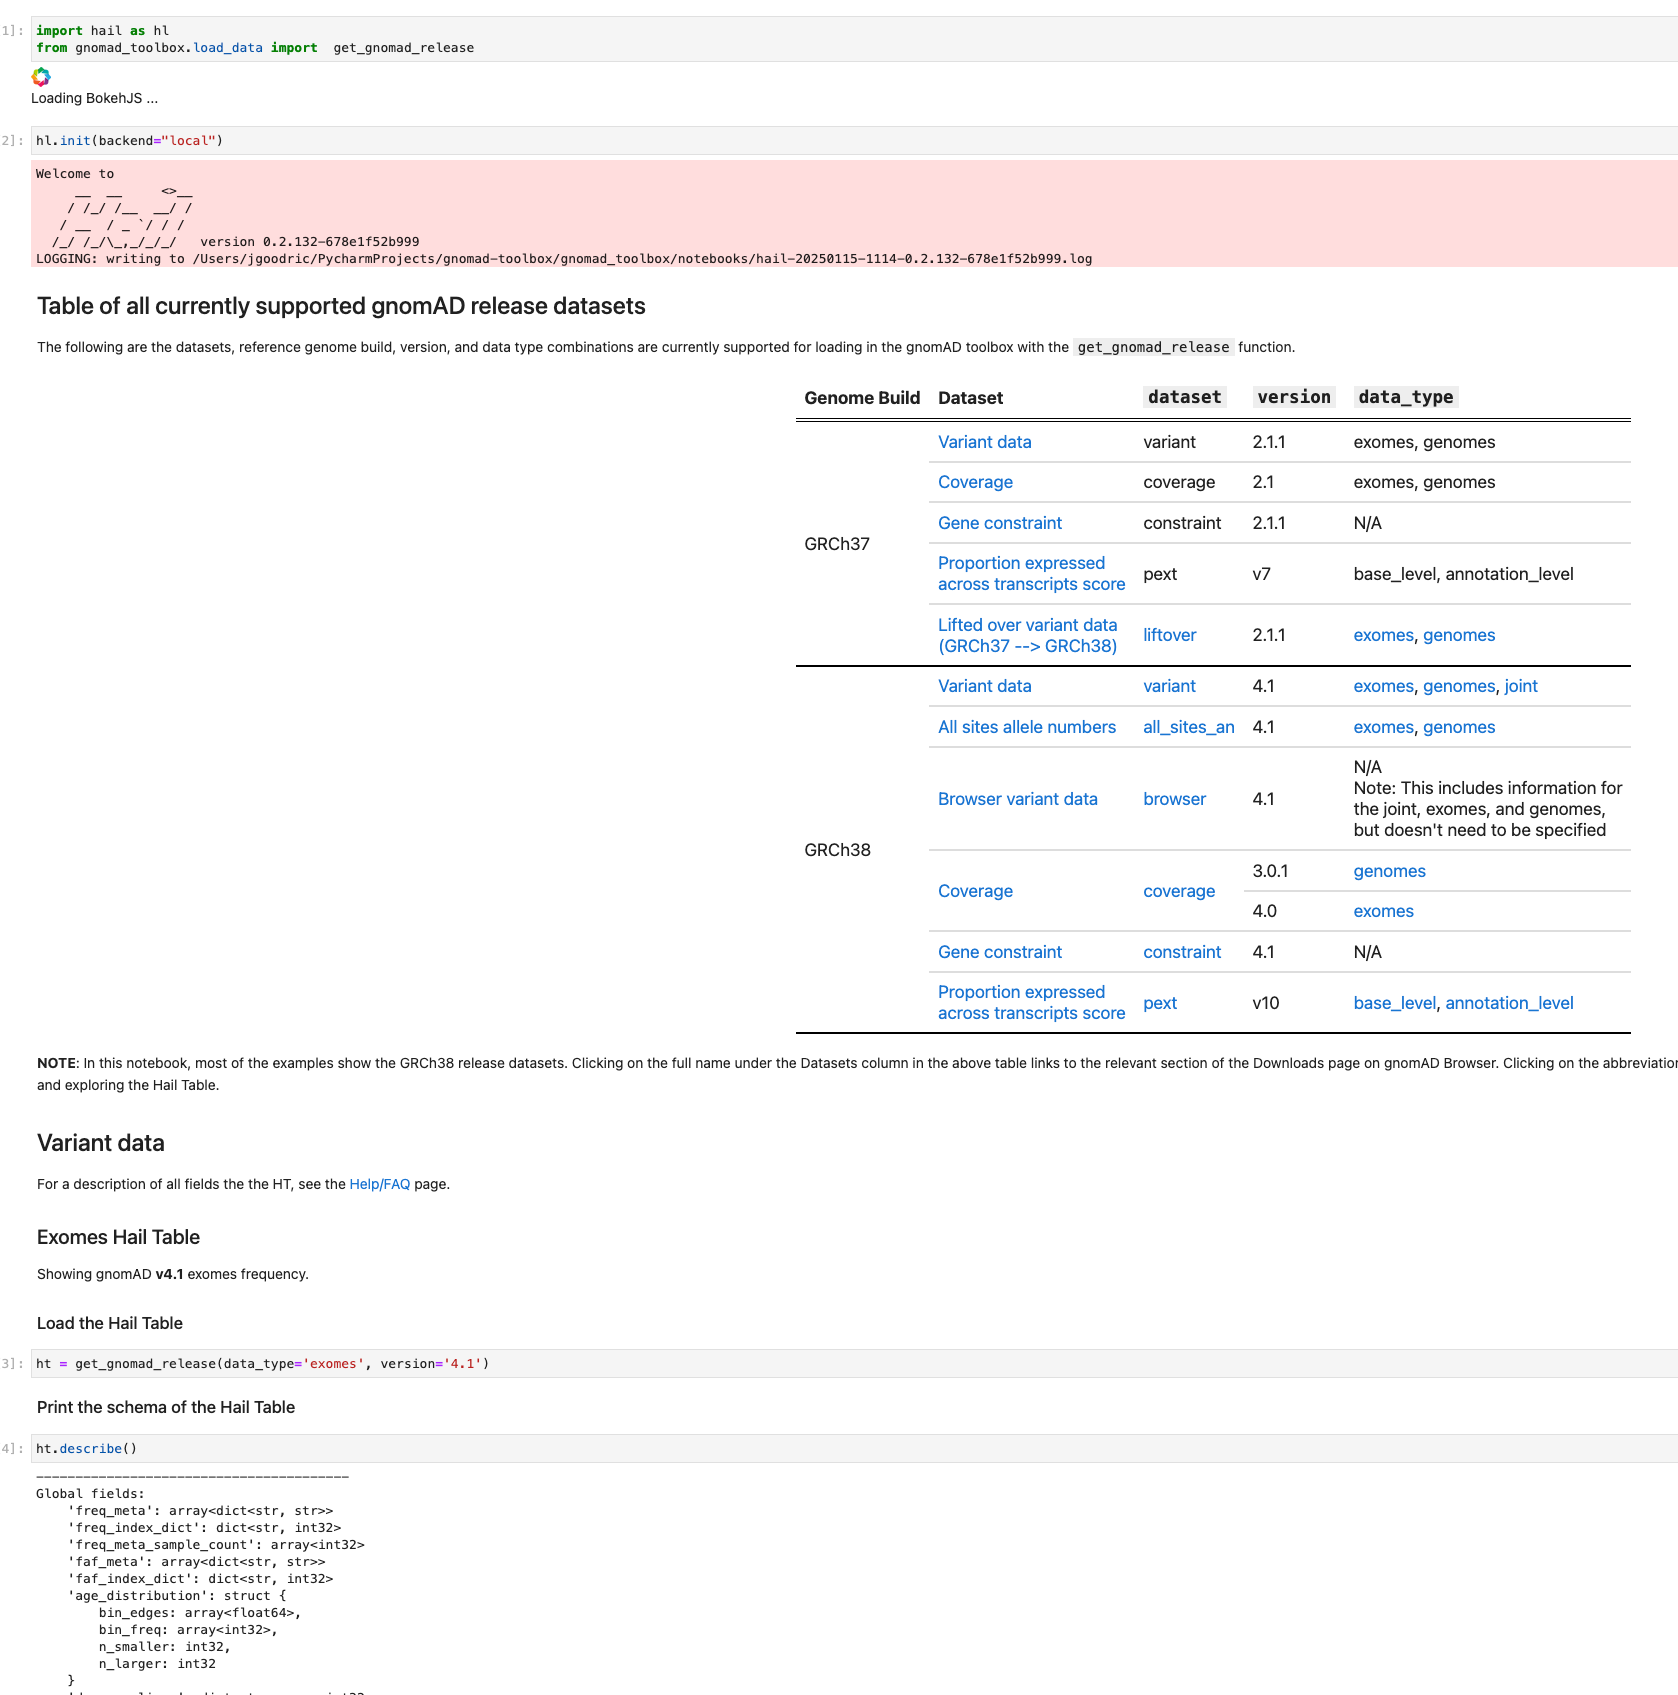 1]: import hail as hl
from gnomad_toolbox.load_data import  get_gnomad_release
Loading BokehJS ...
2]: hl.init(backend="local")
Welcome to
     __  __     <>__
    / /_/ /__  __/ /
   / __  / _ `/ / /
  /_/ /_/\_,_/_/_/   version 0.2.132-678e1f52b999
LOGGING: writing to /Users/jgoodric/PycharmProjects/gnomad-toolbox/gnomad_toolbox/notebooks/hail-20250115-1114-0.2.132-678e1f52b999.log
Table of all currently supported gnomAD release datasets
The following are the datasets, reference genome build, version, and data type combinations are currently supported for loading in the gnomAD toolbox with the get_gnomad_release function.
Genome Build Dataset dataset version data_type
GRCh37
Variant data variant 2.1.1 exomes, genomes
Coverage coverage 2.1 exomes, genomes
Gene constraint constraint 2.1.1 N/A
Proportion expressed
across transcripts score pext v7 base_level, annotation_level
Lifted over variant data
(GRCh37 --> GRCh38) liftover 2.1.1 exomes, genomes
GRCh38
Variant data variant 4.1 exomes, genomes, joint
All sites allele numbers all_sites_an 4.1 exomes, genomes
Browser variant data browser 4.1 N/A
Note: This includes information for
the joint, exomes, and genomes,
but doesn't need to be specified
Coverage coverage 3.0.1 genomes
4.0 exomes
Gene constraint constraint 4.1 N/A
Proportion expressed
across transcripts score pext v10 base_level, annotation_level
NOTE: In this notebook, most of the examples show the GRCh38 release datasets. Clicking on the full name under the Datasets column in the above table links to the relevant section of the Downloads page on gnomAD Browser. Clicking on the abbreviation
and exploring the Hail Table.
Variant data
For a description of all fields the the HT, see the Help/FAQ page.
Exomes Hail Table
Showing gnomAD v4.1 exomes frequency.
Load the Hail Table
3]: ht = get_gnomad_release(data_type='exomes', version='4.1')
Print the schema of the Hail Table
4]: ht.describe()
----------------------------------------
Global fields:
    'freq_meta': array<dict<str, str>>
    'freq_index_dict': dict<str, int32>
    'freq_meta_sample_count': array<int32>
    'faf_meta': array<dict<str, str>>
    'faf_index_dict': dict<str, int32>
    'age_distribution': struct {
        bin_edges: array<float64>,
        bin_freq: array<int32>,
        n_smaller: int32,
        n_larger: int32
    }